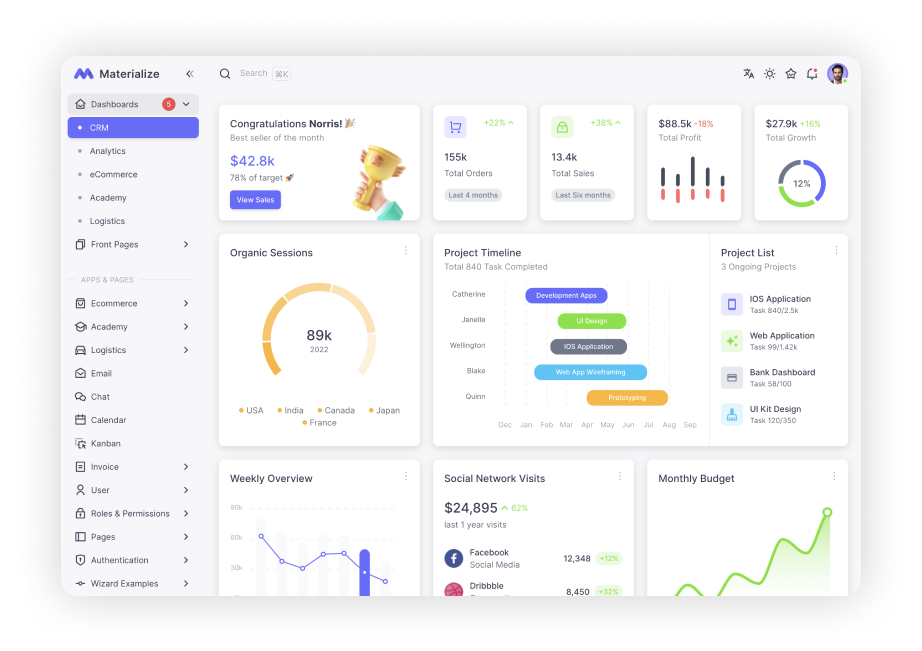 Materialize
Search ⌘K
Dashboards 5
CRM
Analytics
eCommerce
Academy
Logistics
Front Pages
APPS & PAGES
Ecommerce
Academy
Logistics
Email
Chat
Calendar
Kanban
Invoice
User
Roles & Permissions
Pages
Authentication
Wizard Examples
Congratulations Norris! 🎉
Best seller of the month
$42.8k
78% of target 🚀
View Sales
+22%
155k
Total Orders
Last 4 months
+38%
13.4k
Total Sales
Last Six months
$88.5k -18%
Total Profit
$27.9k +16%
Total Growth
12%
Organic Sessions
89k
2022
USA India Canada Japan
France
Project Timeline
Total 840 Task Completed
Catherine Development Apps
Janelle UI Design
Wellington IOS Application
Blake Web App Wireframing
Quinn Prototyping
Dec Jan Feb Mar Apr May Jun Jul Aug Sep
Project List
3 Ongoing Projects
IOS Application
Task 840/2.5k
Web Application
Task 99/1.42k
Bank Dashboard
Task 58/100
UI Kit Design
Task 120/350
Weekly Overview
90k
60k
30k
Social Network Visits
$24,895 62%
last 1 year visits
Facebook
Social Media
12,348 +12%
Dribbble
8,450 +32%
Monthly Budget